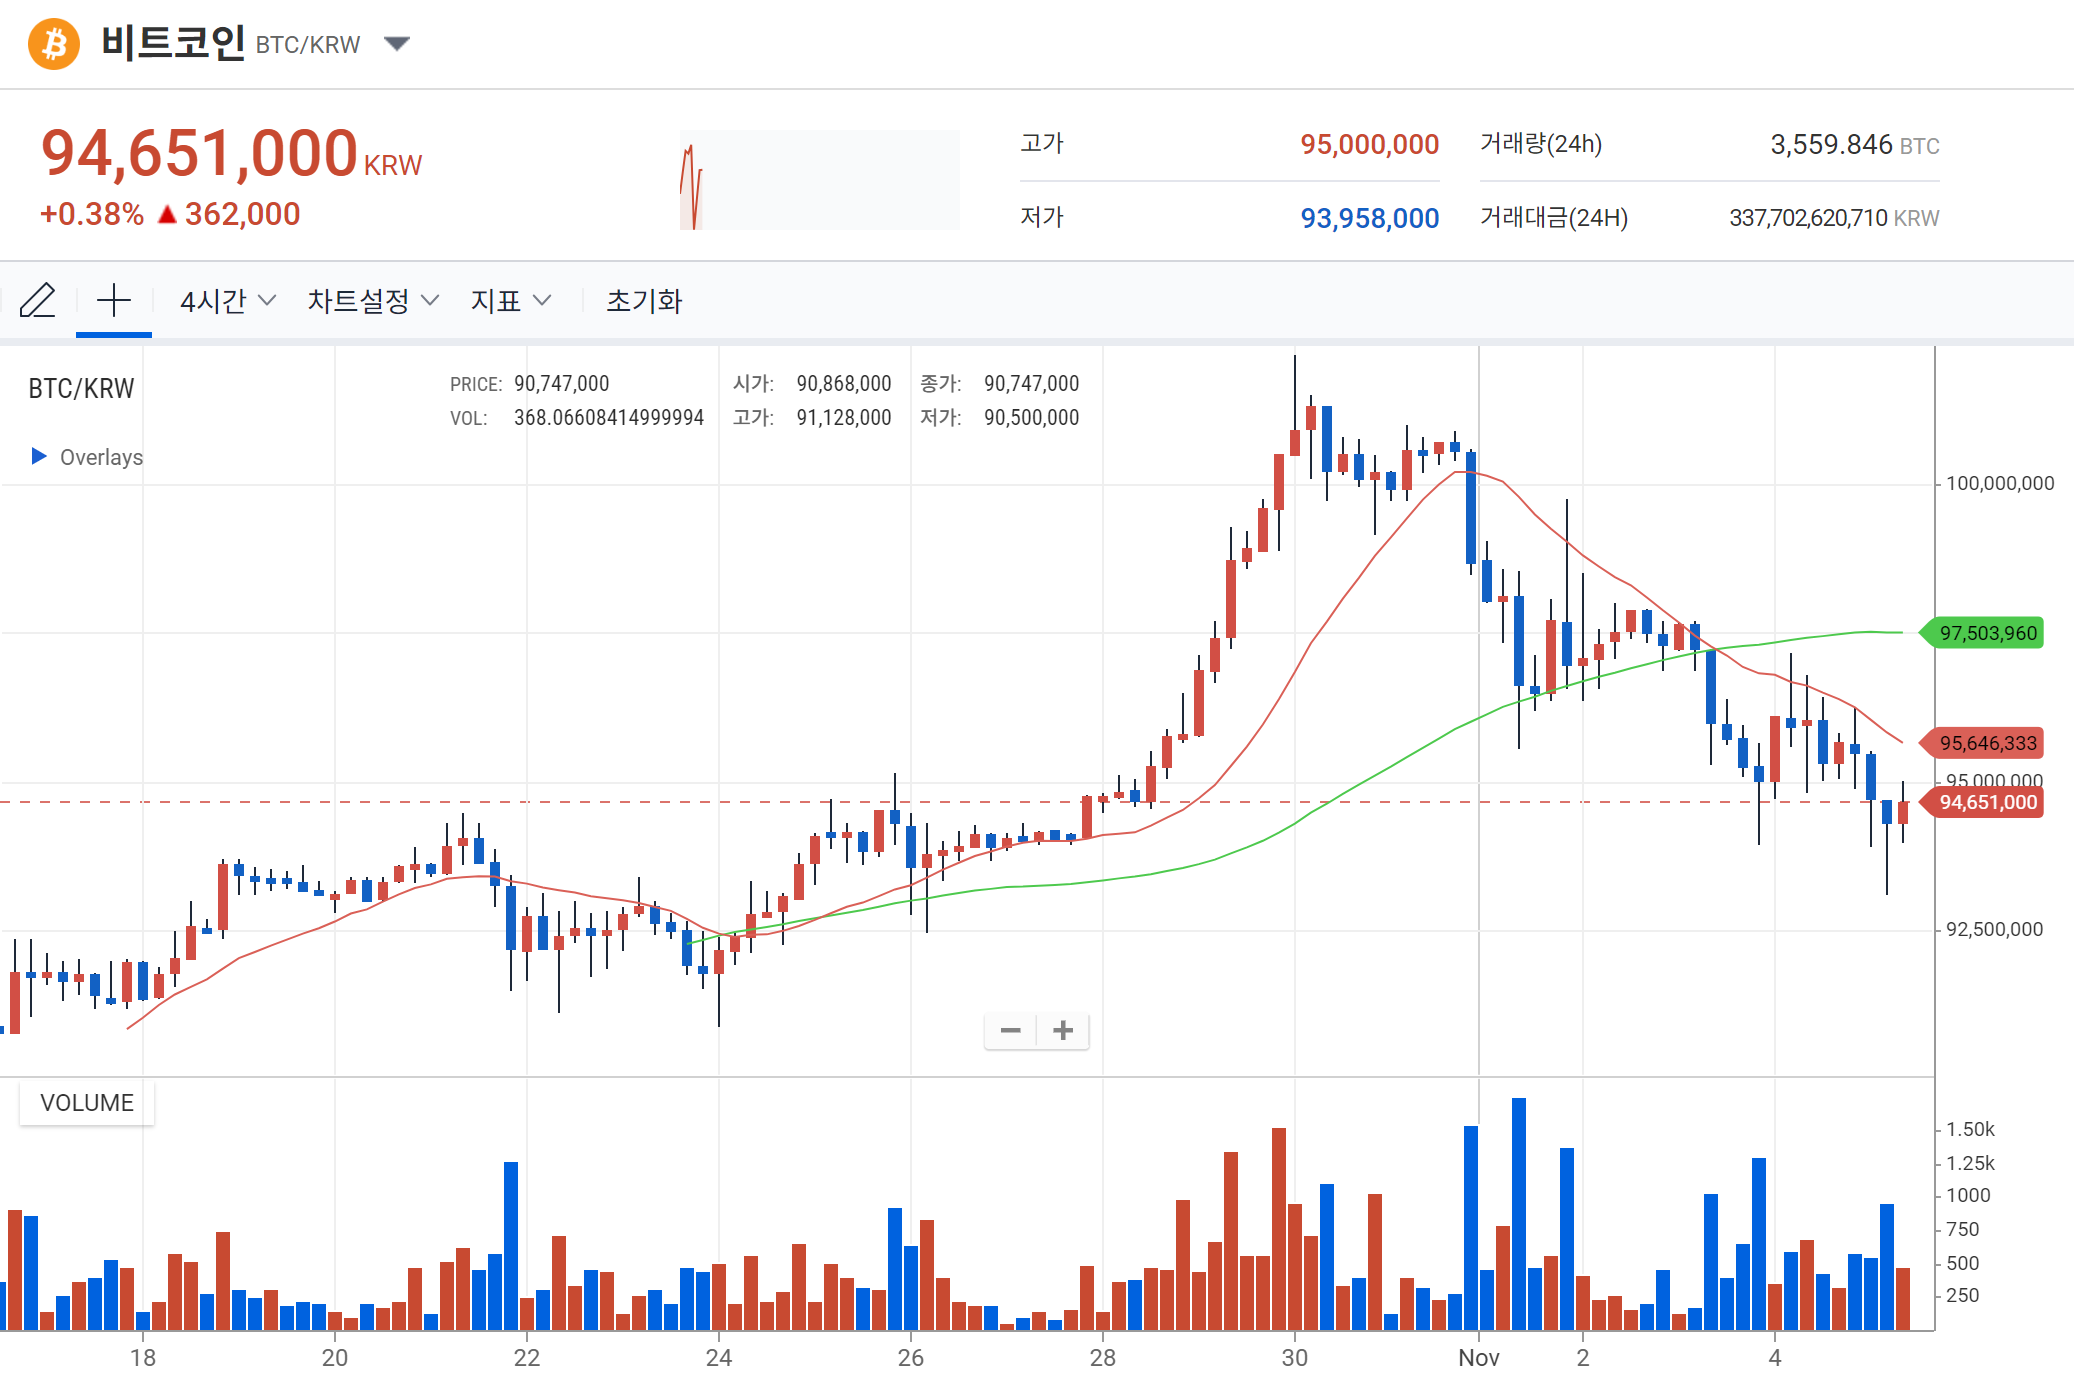 비트코인 BTC/KRW
94,651,000 KRW
+0.38% ▲ 362,000
고가 95,000,000
저가 93,958,000
거래량(24h) 3,559.846 BTC
거래대금(24H) 337,702,620,710 KRW
4시간 차트설정 지표 초기화
BTC/KRW
PRICE: 90,747,000 시가: 90,868,000 종가: 90,747,000
VOL: 368.06608414999994 고가: 91,128,000 저가: 90,500,000
Overlays
100,000,000
97,503,960
95,646,333
95,000,000
94,651,000
92,500,000
VOLUME
1.50k
1.25k
1000
750
500
250
18 20 22 24 26 28 30 Nov 2 4